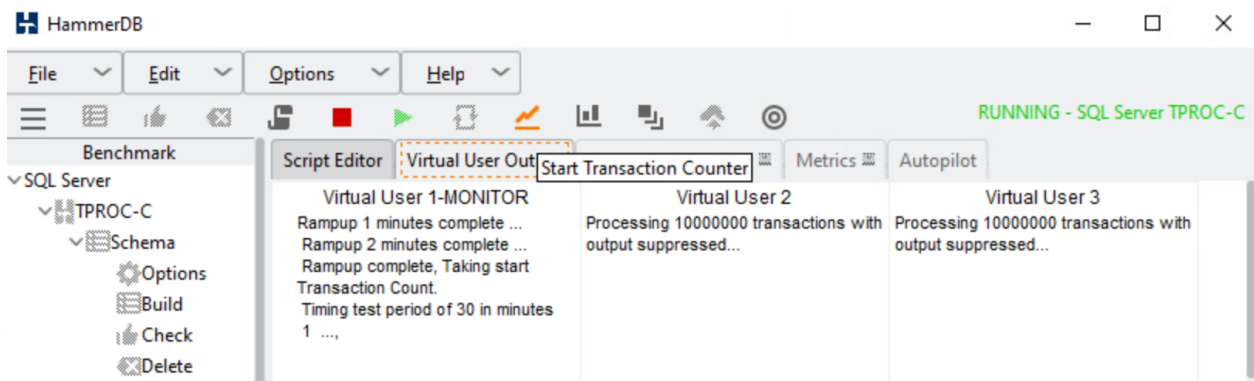 HammerDB
File Edit Options Help
RUNNING - SQL Server TPROC-C
Benchmark
Script Editor Virtual User Out Start Transaction Counter Metrics Autopilot
SQL Server
TPROC-C
Schema
Options
Build
Check
Delete
Virtual User 1-MONITOR
Rampup 1 minutes complete ...
Rampup 2 minutes complete ...
Rampup complete, Taking start
Transaction Count.
Timing test period of 30 in minutes
1 ...,
Virtual User 2
Processing 10000000 transactions with
output suppressed...
Virtual User 3
Processing 10000000 transactions with
output suppressed...